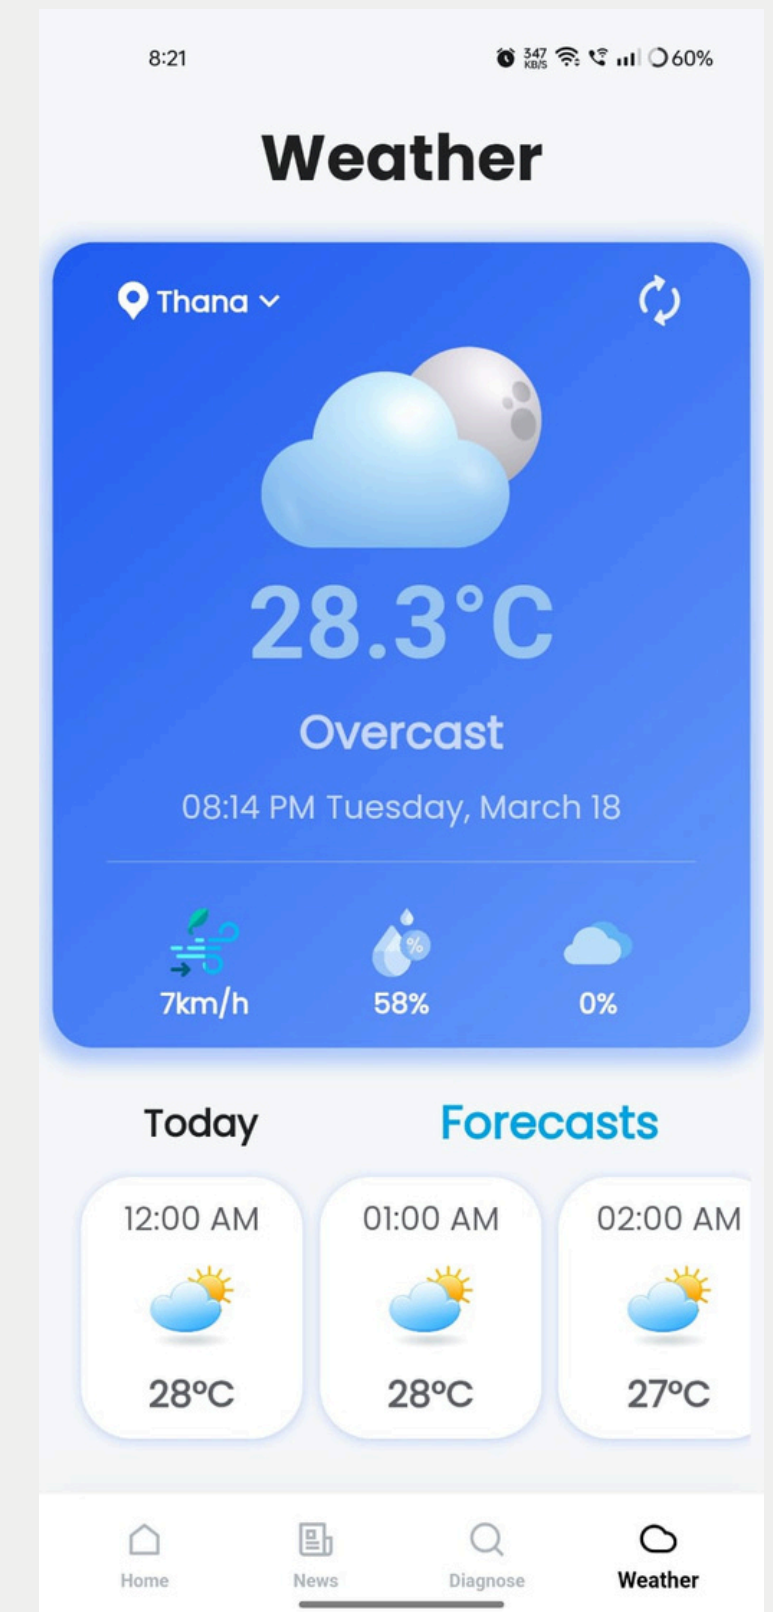 8:21 347 KB/S 60%
Weather
Thana
28.3°C
Overcast
08:14 PM Tuesday, March 18
%
7km/h 58% 0%
Today Forecasts
12:00 AM 01:00 AM 02:00 AM
28°C 28°C 27°C
Home News Diagnose Weather